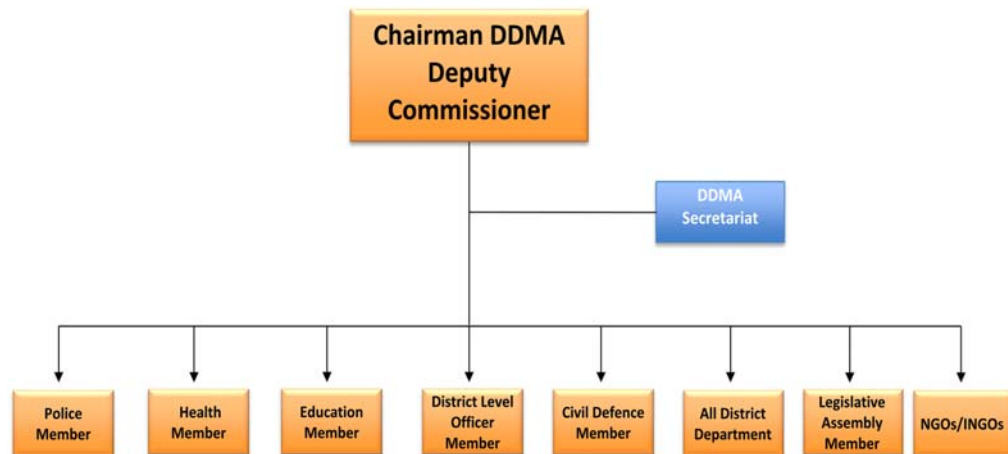 Chairman DDMA
Deputy
Commissioner
DDMA
Secretariat
Police
Member
Health
Member
Education
Member
District Level
Officer
Member
Civil Defence
Member
All District
Department
Legislative
Assembly
Member
NGOs/INGOs